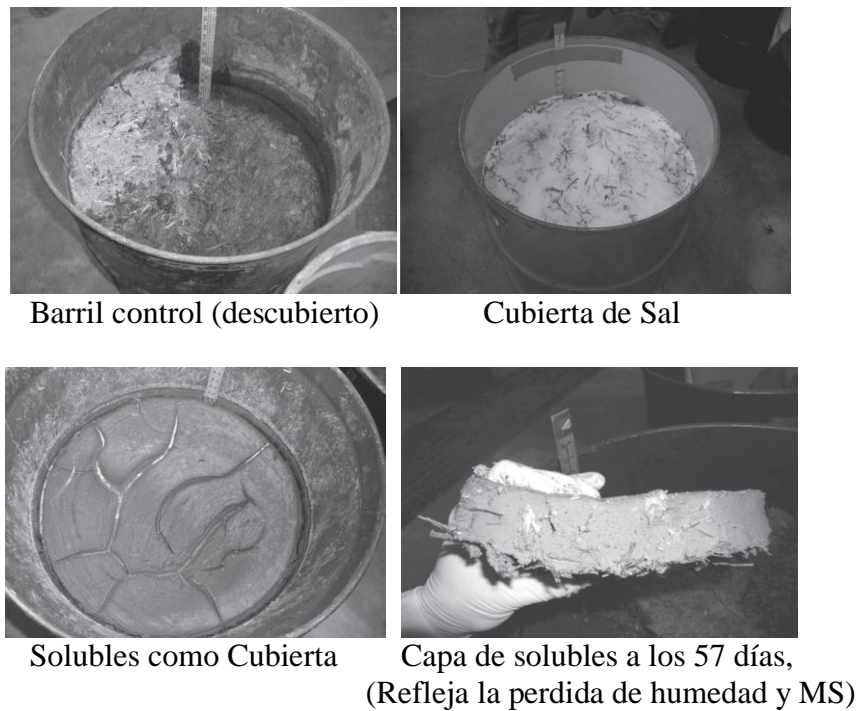 Barril control (descubierto)
Cubierta de Sal
Solubles como Cubierta
Capa de solubles a los 57 días,
(Refleja la perdida de humedad y MS)